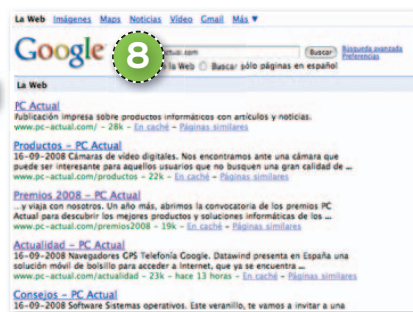 La Web Imágenes Maps Noticias Vídeo Gmail Más ▼
Google 8 .com Buscar Búsqueda avanzada
Preferencias
la Web Buscar sólo páginas en español
La Web
PC Actual
Publicación impresa sobre productos informáticos con artículos y noticias.
www.pc-actual.com/ - 28k - En caché - Páginas similares
Productos - PC Actual
16-09-2008 Cámaras de vídeo digitales. Nos encontramos ante una cámara que
puede ser interesante para aquellos usuarios que no busquen una gran calidad de ...
www.pc-actual.com/productos - 22k - En caché - Páginas similares
Premios 2008 - PC Actual
... y viaja con nosotros. Un año más, abrimos la convocatoria de los premios PC
Actual para descubrir los mejores productos y soluciones informáticas de los ...
www.pc-actual.com/premios2008 - 19k - En caché - Páginas similares
Actualidad - PC Actual
16-09-2008 Navegadores GPS Telefonía Google. Datawind presenta en España una
solución móvil de bolsillo para acceder a Internet, que ya se encuentra ...
www.pc-actual.com/actualidad - 23k - hace 13 horas - En caché - Páginas similares
Consejos - PC Actual
16-09-2008 Software Sistemas operativos. Este veranillo, te vamos a invitar a una